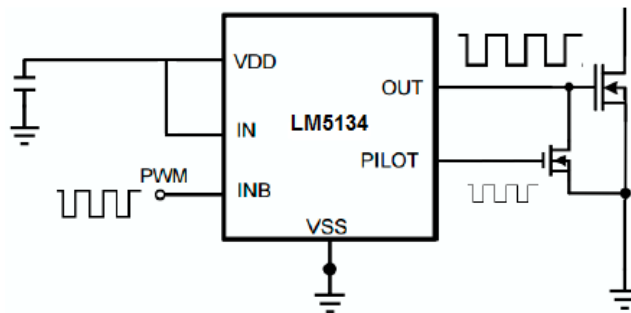 VDD
OUT
LM5134
IN
PILOT
PWM
INB
VSS